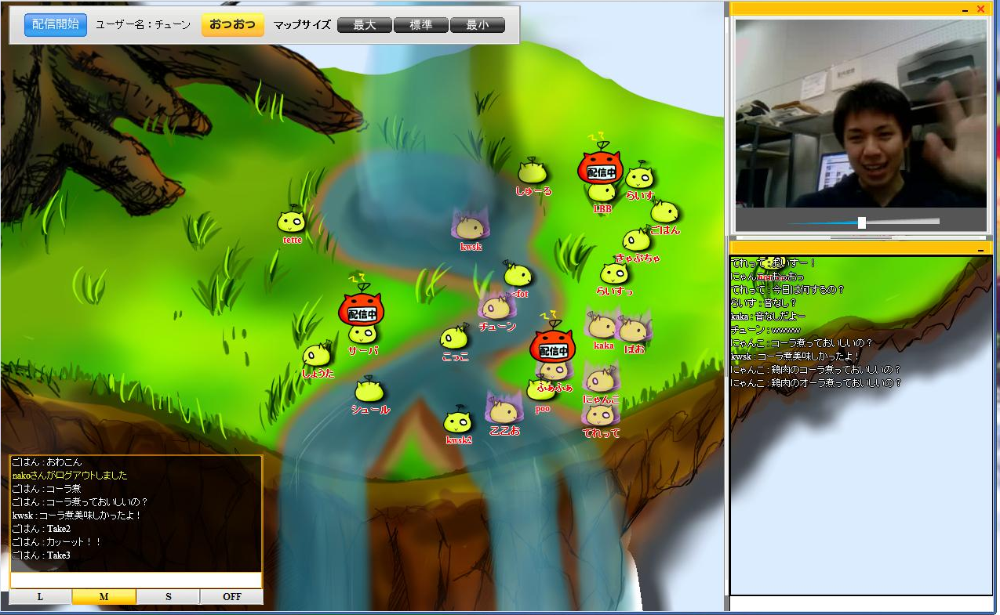 配信開始 ユーザー名：チューン おつおつ マップサイズ 最大 標準 最小
しゅーる
配信中
LBB
らいす
ごはん
tette
kwsk
きゃぷちゃ
<fot
らいすっ
配信中
サーバ
チューン
配信中
kaka
ぽお
こっこ
しょうた
ふぁふぁ
シュール
poo
にゃんこ
kwsk2
乙乙お
てれって
てれって : おいすー！
にゃんこ : おっおっ
てれって : 今日は何するの？
らいす : 音なし？
kaka : 音なしだよー
チューン : wwww
にゃんこ : コーラ煮っておいしいの？
kwsk : コーラ煮美味しかったよ！
にゃんこ : 鶏肉のコーラ煮っておいしいの？
にゃんこ : 鶏肉のオーラ煮っておいしいの？
ごはん : おわこん
nakoさんがログアウトしました
ごはん : コーラ煮
ごはん : コーラ煮っておいしいの？
kwsk : コーラ煮美味しかったよ！
ごはん : Take2
ごはん : カッーット！！
ごはん : Take3
L M S OFF